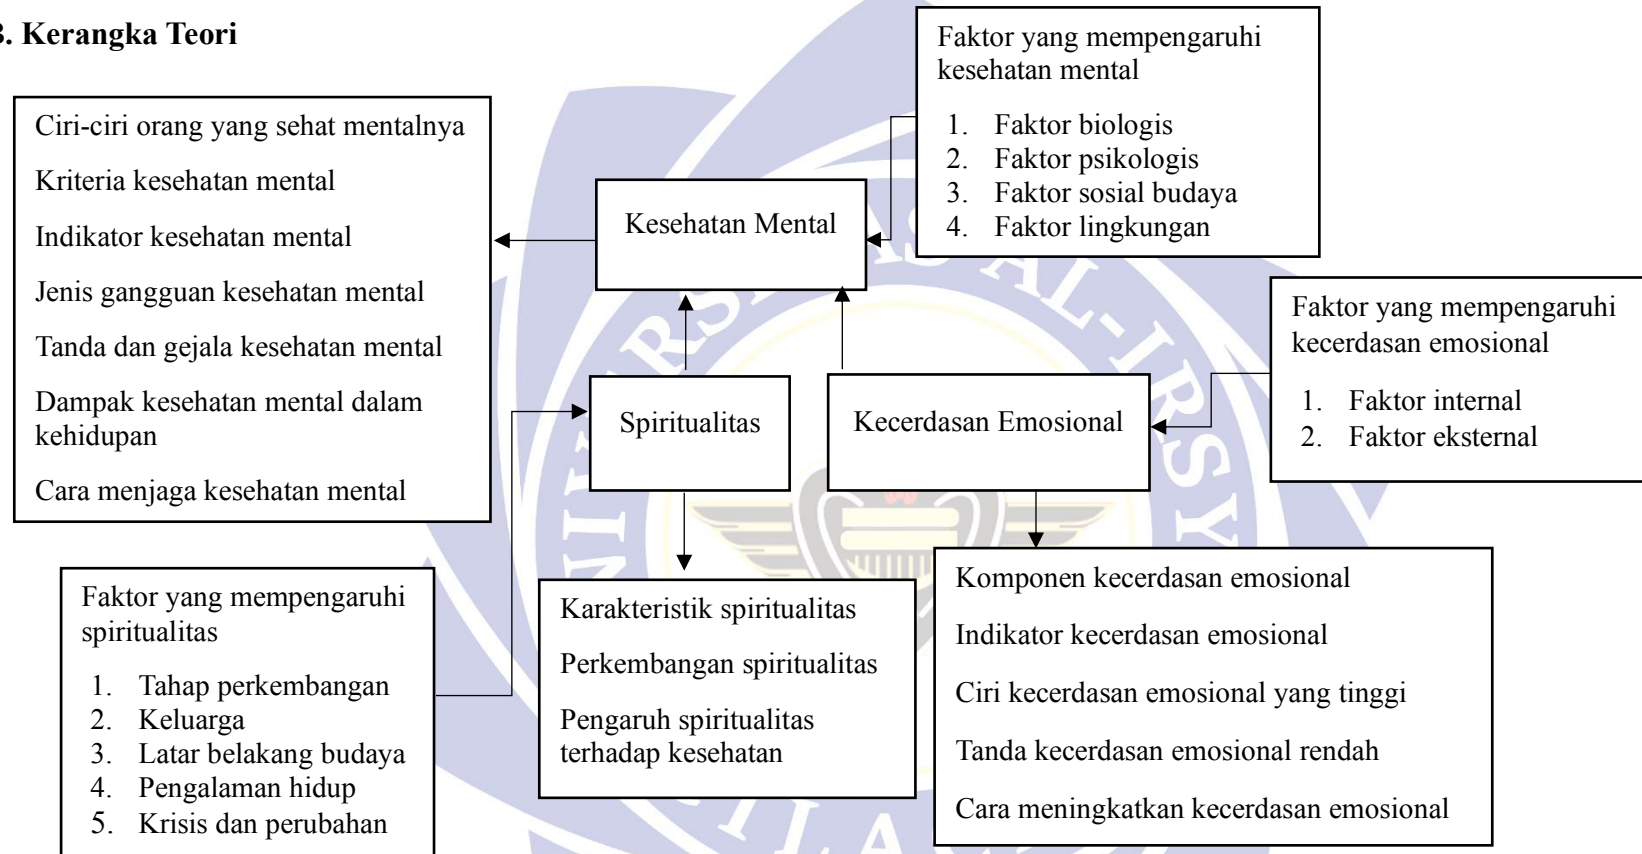 B. Kerangka Teori
Faktor yang mempengaruhi
kesehatan mental
1. Faktor biologis
2. Faktor psikologis
3. Faktor sosial budaya
4. Faktor lingkungan
Ciri-ciri orang yang sehat mentalnya
Kriteria kesehatan mental
Indikator kesehatan mental
Jenis gangguan kesehatan mental
Tanda dan gejala kesehatan mental
Dampak kesehatan mental dalam
kehidupan
Cara menjaga kesehatan mental
Kesehatan Mental
Faktor yang mempengaruhi
kecerdasan emosional
1. Faktor internal
2. Faktor eksternal
Spiritualitas
Kecerdasan Emosional
Faktor yang mempengaruhi
spiritualitas
1. Tahap perkembangan
2. Keluarga
3. Latar belakang budaya
4. Pengalaman hidup
5. Krisis dan perubahan
Karakteristik spiritualitas
Perkembangan spiritualitas
Pengaruh spiritualitas
terhadap kesehatan
Komponen kecerdasan emosional
Indikator kecerdasan emosional
Ciri kecerdasan emosional yang tinggi
Tanda kecerdasan emosional rendah
Cara meningkatkan kecerdasan emosional